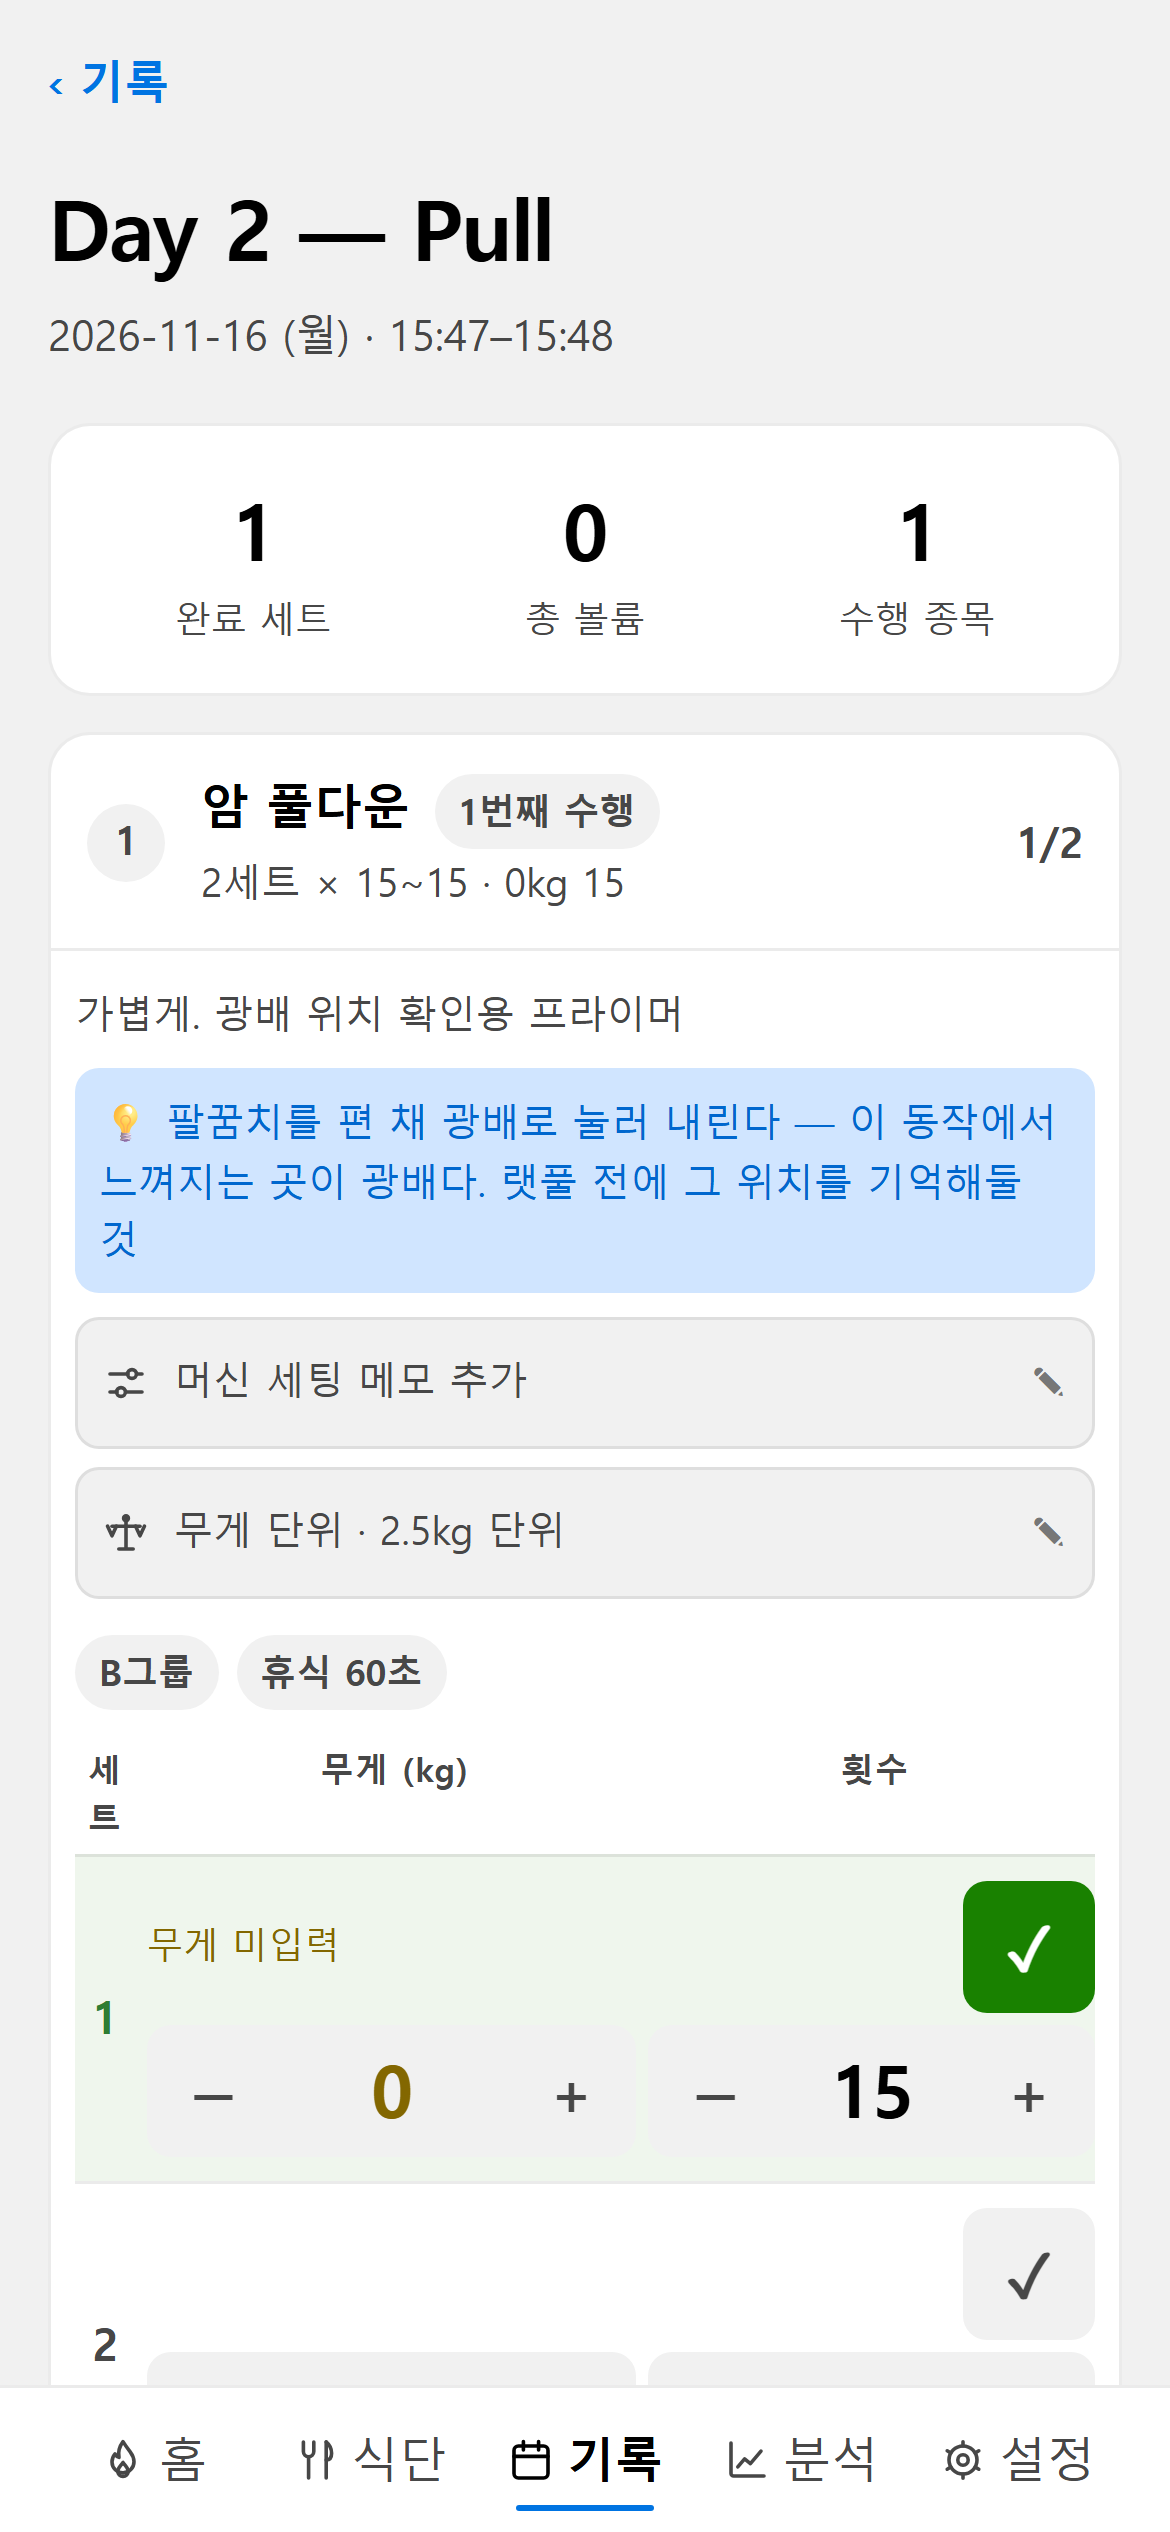 ‹ 기록
Day 2 — Pull
2026-11-16 (월) · 15:47–15:48
1 0 1
완료 세트 총 볼륨 수행 종목
1 암 풀다운 1번째 수행 1/2
2세트 × 15~15 · 0kg 15
가볍게. 광배 위치 확인용 프라이머
💡 팔꿈치를 편 채 광배로 눌러 내린다 — 이 동작에서
느껴지는 곳이 광배다. 랫풀 전에 그 위치를 기억해둘
것
머신 세팅 메모 추가
무게 단위 · 2.5kg 단위
B그룹 휴식 60초
세트 무게 (kg) 횟수
무게 미입력 ✓
1 — 0 + — 15 +
✓
2
홈 식단 기록 분석 설정